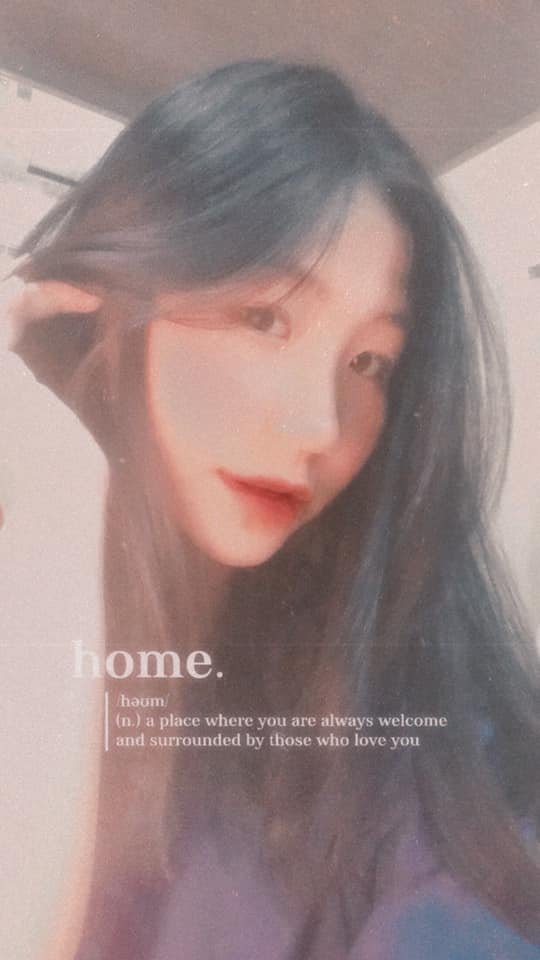 home.
/həʊm/
(n.) a place where you are always welcome
and surrounded by those who love you